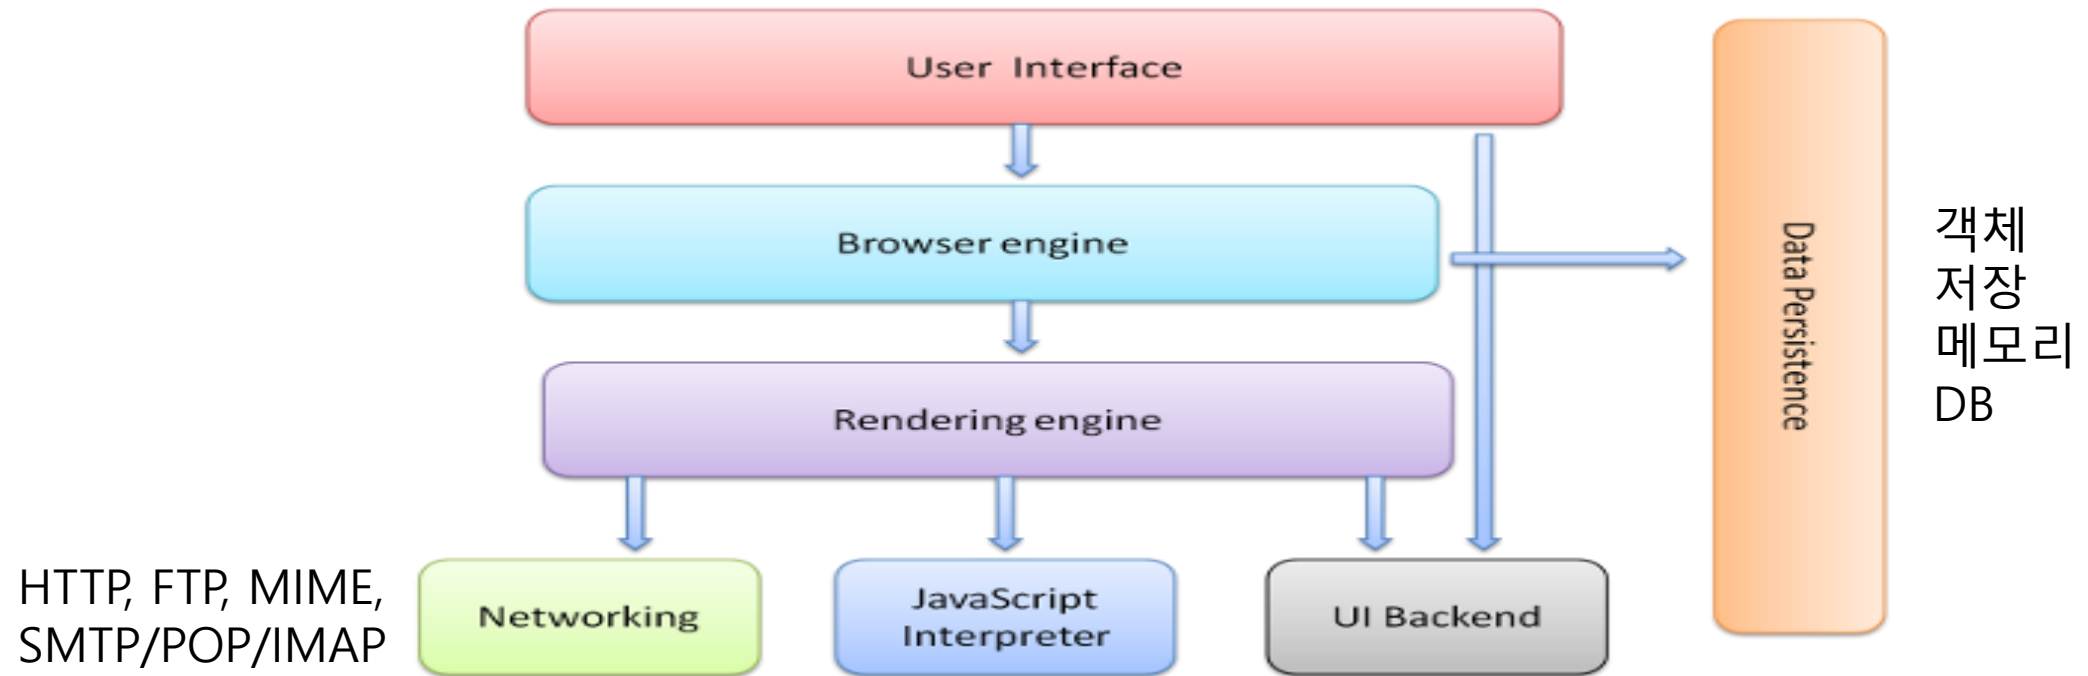 User Interface
Browser engine
Rendering engine
Data Persistence
객체
저장
메모리
DB
HTTP, FTP, MIME,
SMTP/POP/IMAP
Networking
JavaScript
Interpreter
UI Backend